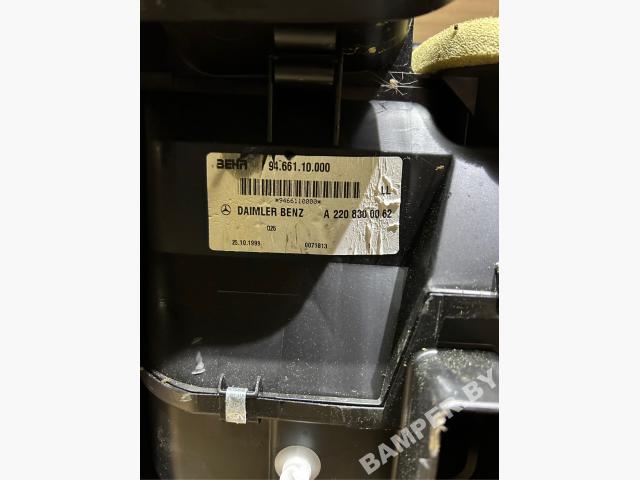 BEHR 94.661.10.000
*9466110000*
LL
DAIMLER BENZ A 220 830 00 62
026
25.10.1999 0071813
BAMPER.BY